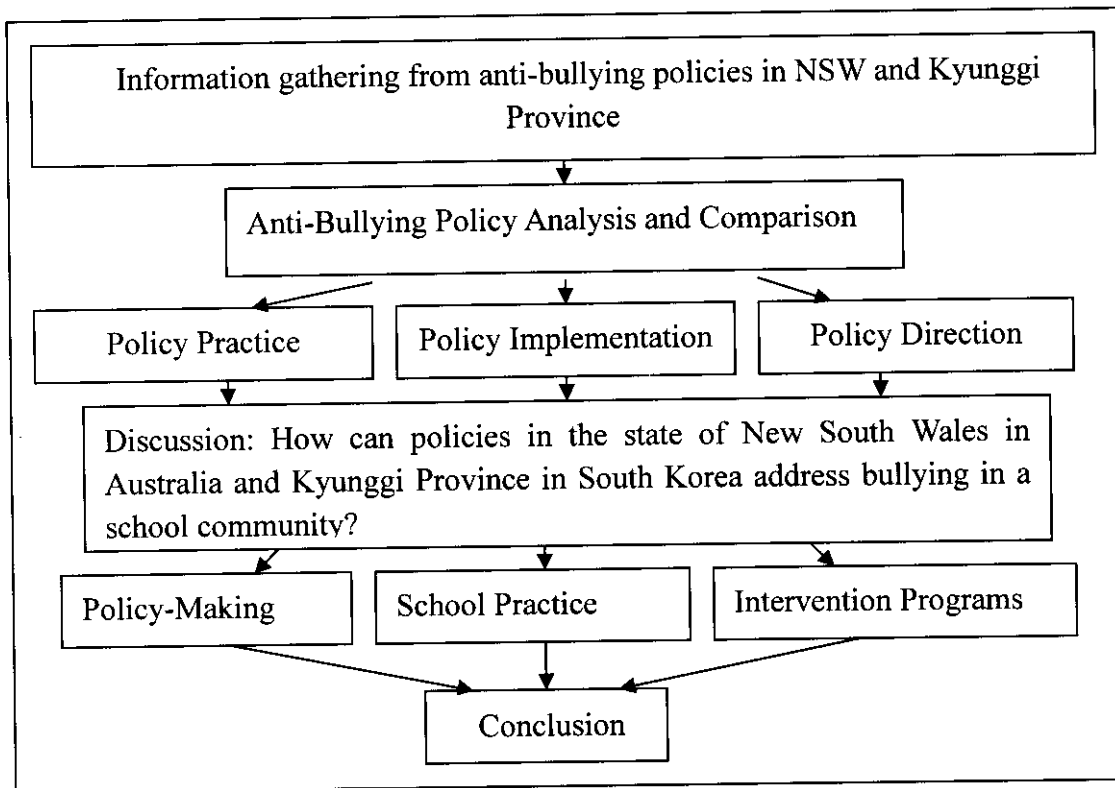 Information gathering from anti-bullying policies in NSW and Kyunggi
Province
Anti-Bullying Policy Analysis and Comparison
Policy Practice
Policy Implementation
Policy Direction
Discussion: How can policies in the state of New South Wales in
Australia and Kyunggi Province in South Korea address bullying in a
school community?
Policy-Making
School Practice
Intervention Programs
Conclusion